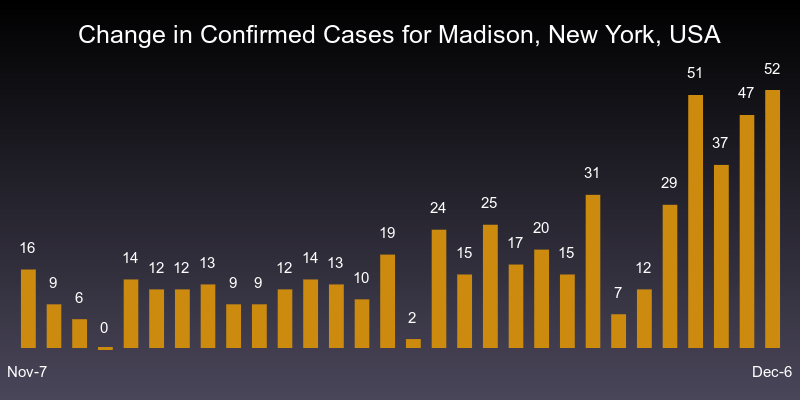 Change in Confirmed Cases for Madison, New York, USA
16 9 6 0 14 12 12 13 9 9 12 14 13 10 19 2 24 15 25 17 20 15 31 7 12 29 51 37 47 52
Nov-7 Dec-6